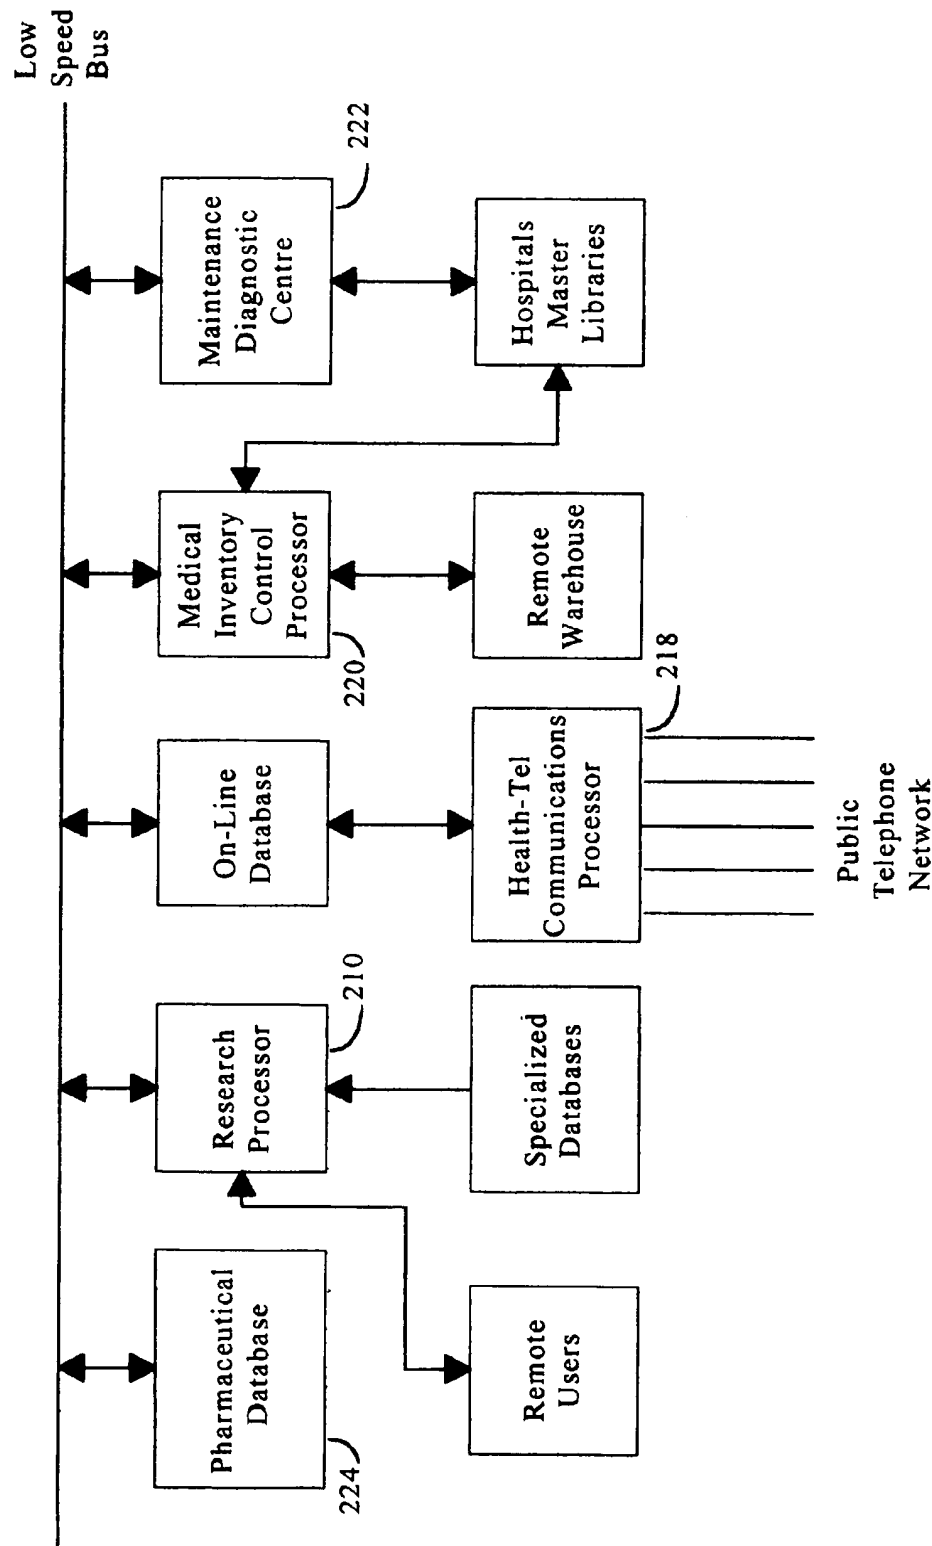 Low
Speed
Bus
Pharmaceutical
Database
224
Research
Processor
210
On-Line
Database
Medical
Inventory
Control
Processor
220
Maintenance
Diagnostic
Centre
222
Remote
Users
Specialized
Databases
Health-Tel
Communications
Processor
218
Remote
Warehouse
Hospitals
Master
Libraries
Public
Telephone
Network